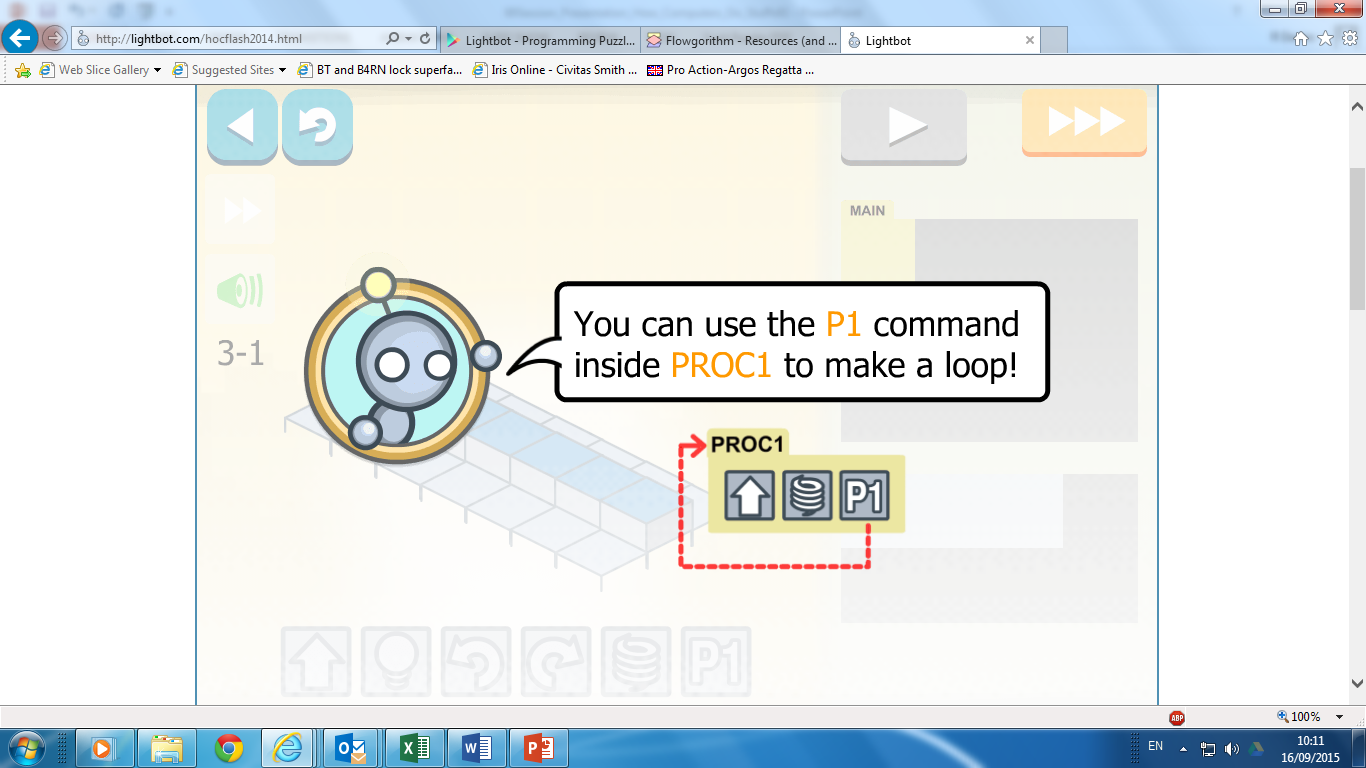 http://lightbot.com/hocflash2014.html
Lightbot - Programming Puzzl...
Flowgorithm - Resources (and ...
Lightbot
Web Slice Gallery
Suggested Sites
BT and B4RN lock superfa...
Iris Online - Civitas Smith ...
Pro Action-Argos Regatta ...
MAIN
3-1
You can use the P1 command
inside PROC1 to make a loop!
PROC1
P1
P1
ABP
100%
EN
10:11
16/09/2015